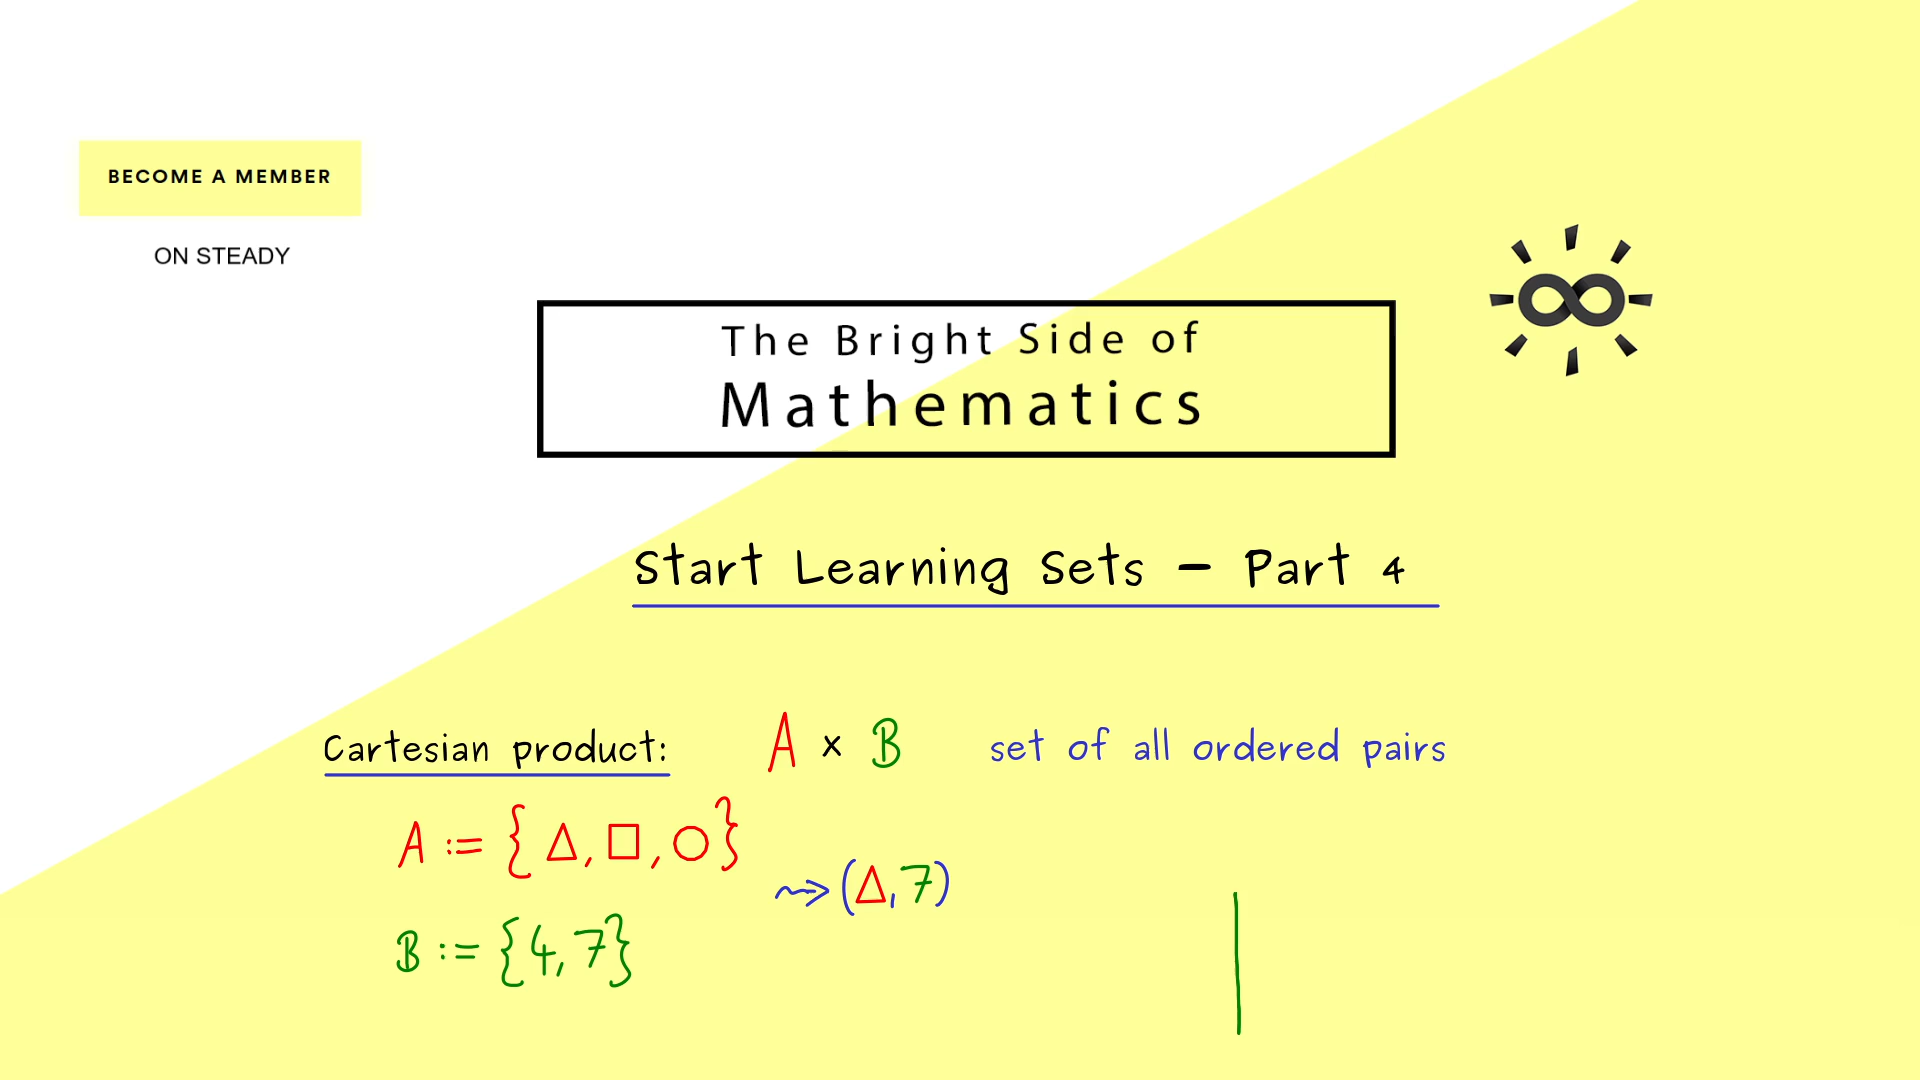 BECOME A MEMBER
ON STEADY
The Bright Side of
Mathematics
Start Learning Sets – Part 4
Cartesian product: A × B set of all ordered pairs
A := {△, □, ○}
⇝ (△, 7)
B := {4, 7}